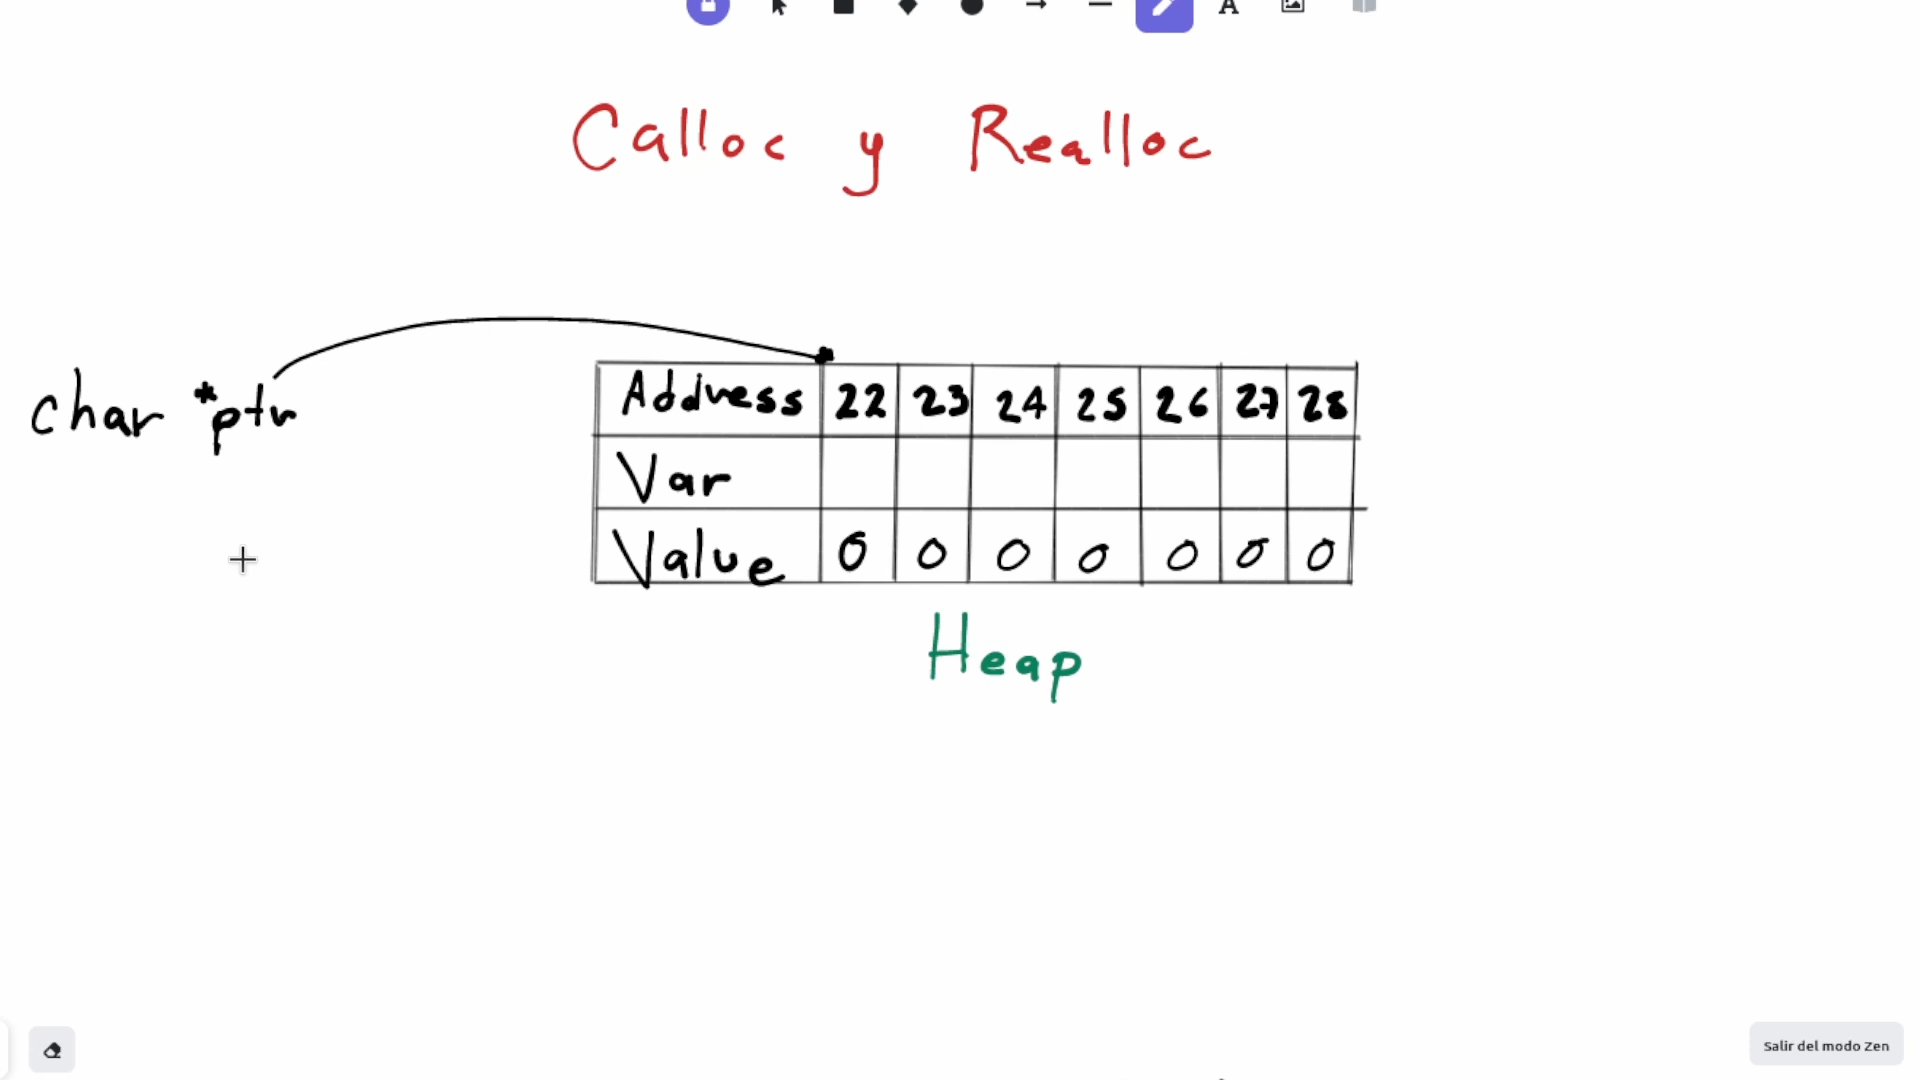 Calloc y Realloc
char *ptr
Address 22 23 24 25 26 27 28
Var
Value 0 0 0 0 0 0 0
Heap
Salir del modo Zen